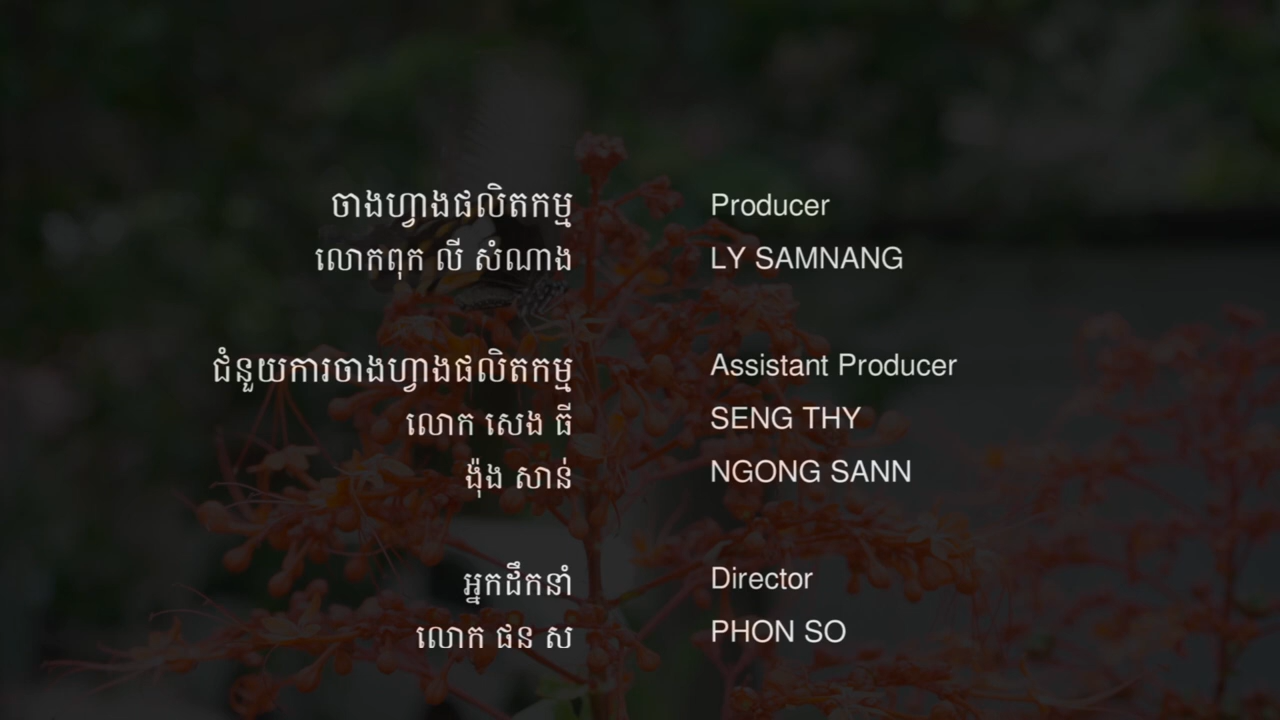 ចាងហ្វាងផលិតកម្ម Producer
លោកពុក លី សំណាង LY SAMNANG
ជំនួយការចាងហ្វាងផលិតកម្ម Assistant Producer
លោក សេង ធី SENG THY
ង៉ុង សាន់ NGONG SANN
អ្នកដឹកនាំ Director
លោក ផន ស PHON SO